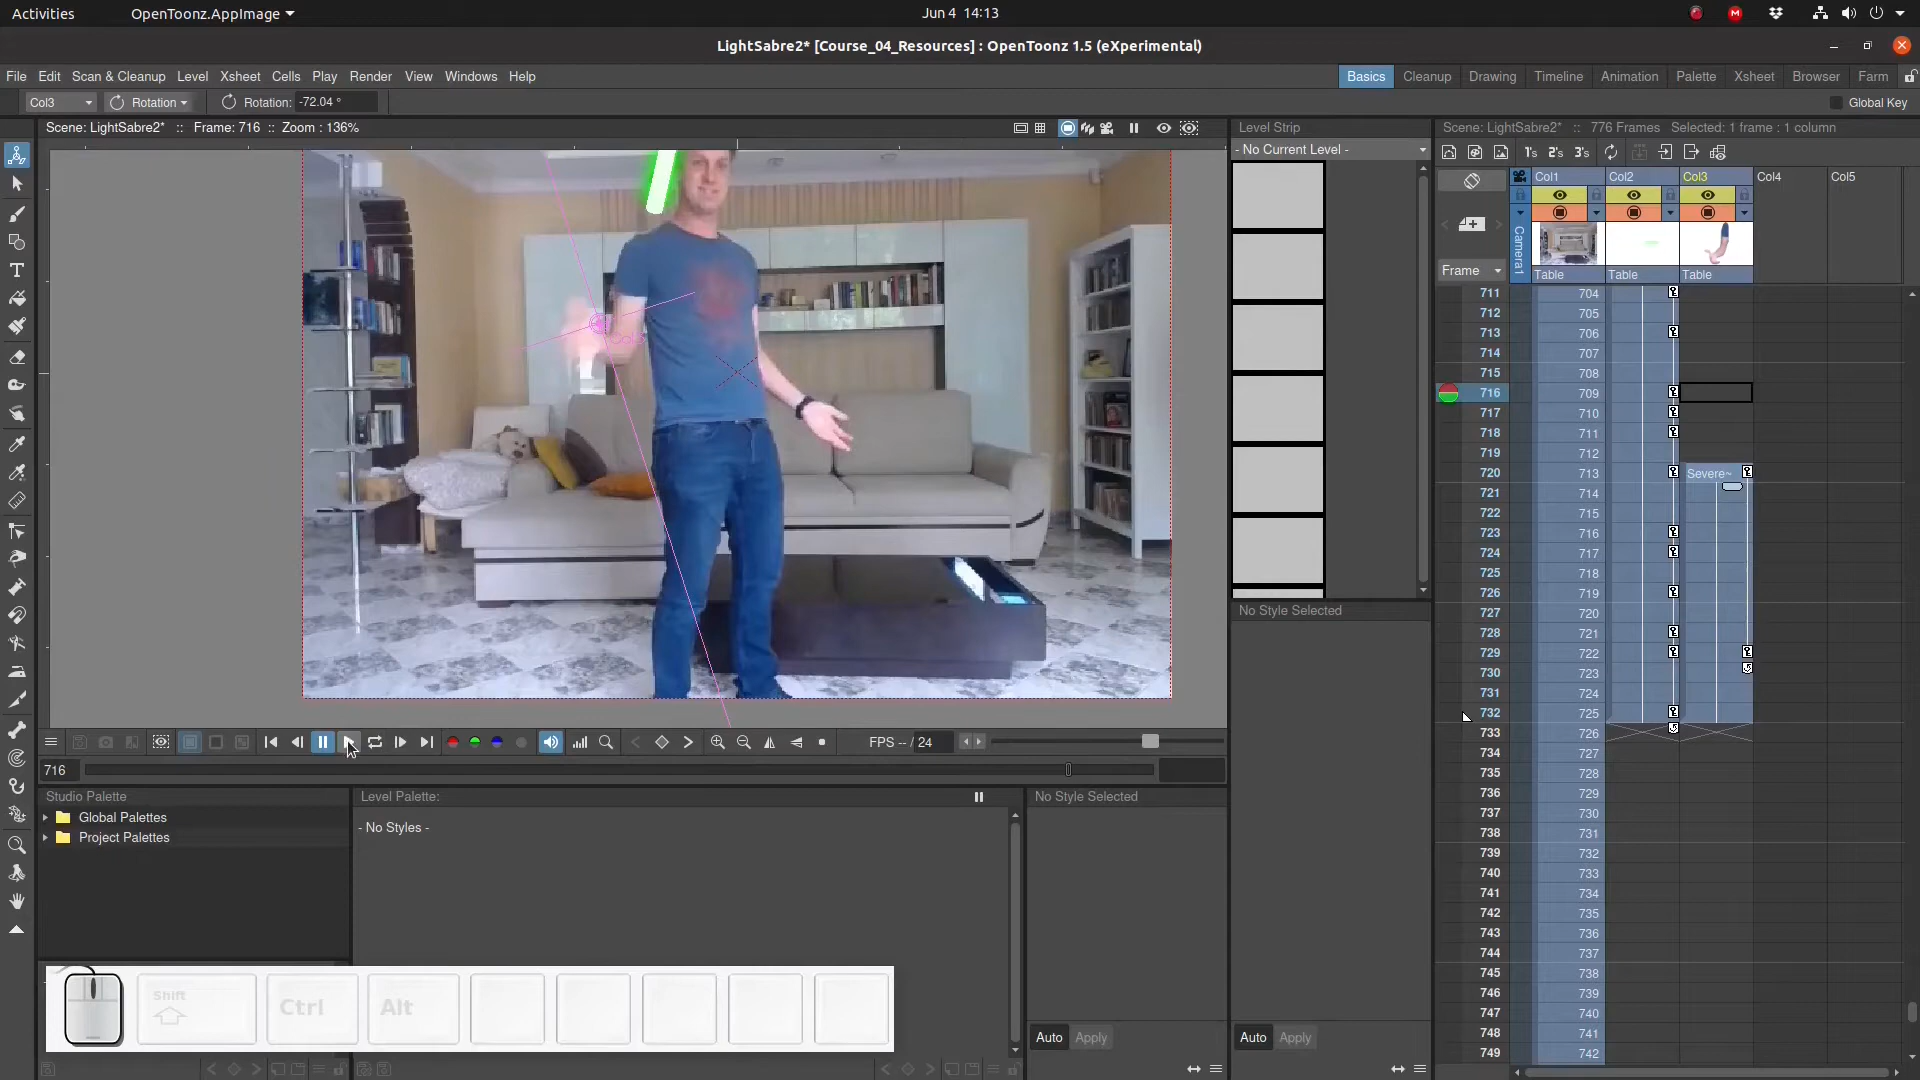 Activities
OpenToonz.AppImage
Jun 4 14:13
LightSabre2* [Course_04_Resources] : OpenToonz 1.5 (eXperimental)
File Edit Scan & Cleanup Level Xsheet Cells Play Render View Windows Help
Basics Cleanup Drawing Timeline Animation Palette Xsheet Browser Farm
Col3 Rotation Rotation: -72.04 °
Global Key
Scene: LightSabre2* :: Frame: 716 :: Zoom : 136%
Level Strip
- No Current Level -
Scene: LightSabre2* :: 776 Frames Selected: 1 frame : 1 column
1's 2's 3's
Col1 Col2 Col3 Col4 Col5
Camera1
Frame
Table Table Table
711 704
712 705
713 706
714 707
715 708
716 709
717 710
718 711
719 712
720 713 Severe~
721 714
722 715
723 716
724 717
725 718
726 719
727 720
728 721
729 722
730 723
731 724
732 725
733 726
734 727
735 728
736 729
737 730
738 731
739 732
740 733
741 734
742 735
743 736
744 737
745 738
746 739
747 740
748 741
749 742
No Style Selected
FPS -- / 24
716
Studio Palette
Global Palettes
Project Palettes
Level Palette:
- No Styles -
No Style Selected
Shift
Ctrl
Alt
Auto Apply
Auto Apply